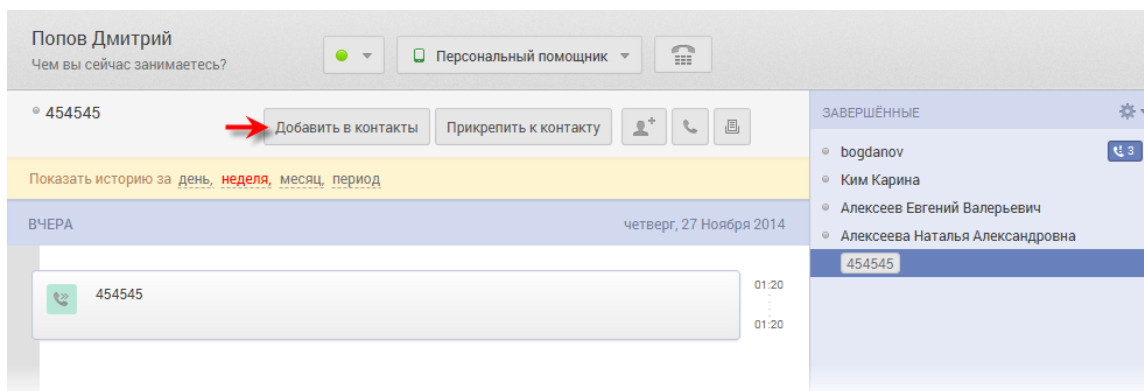 Попов Дмитрий
Чем вы сейчас занимаетесь?
Персональный помощник
454545
Добавить в контакты
Прикрепить к контакту
Показать историю за день, неделя, месяц, период
ВЧЕРА
четверг, 27 Ноября 2014
454545
01:20
01:20
ЗАВЕРШЁННЫЕ
bogdanov
3
Ким Карина
Алексеев Евгений Валерьевич
Алексеева Наталья Александровна
454545